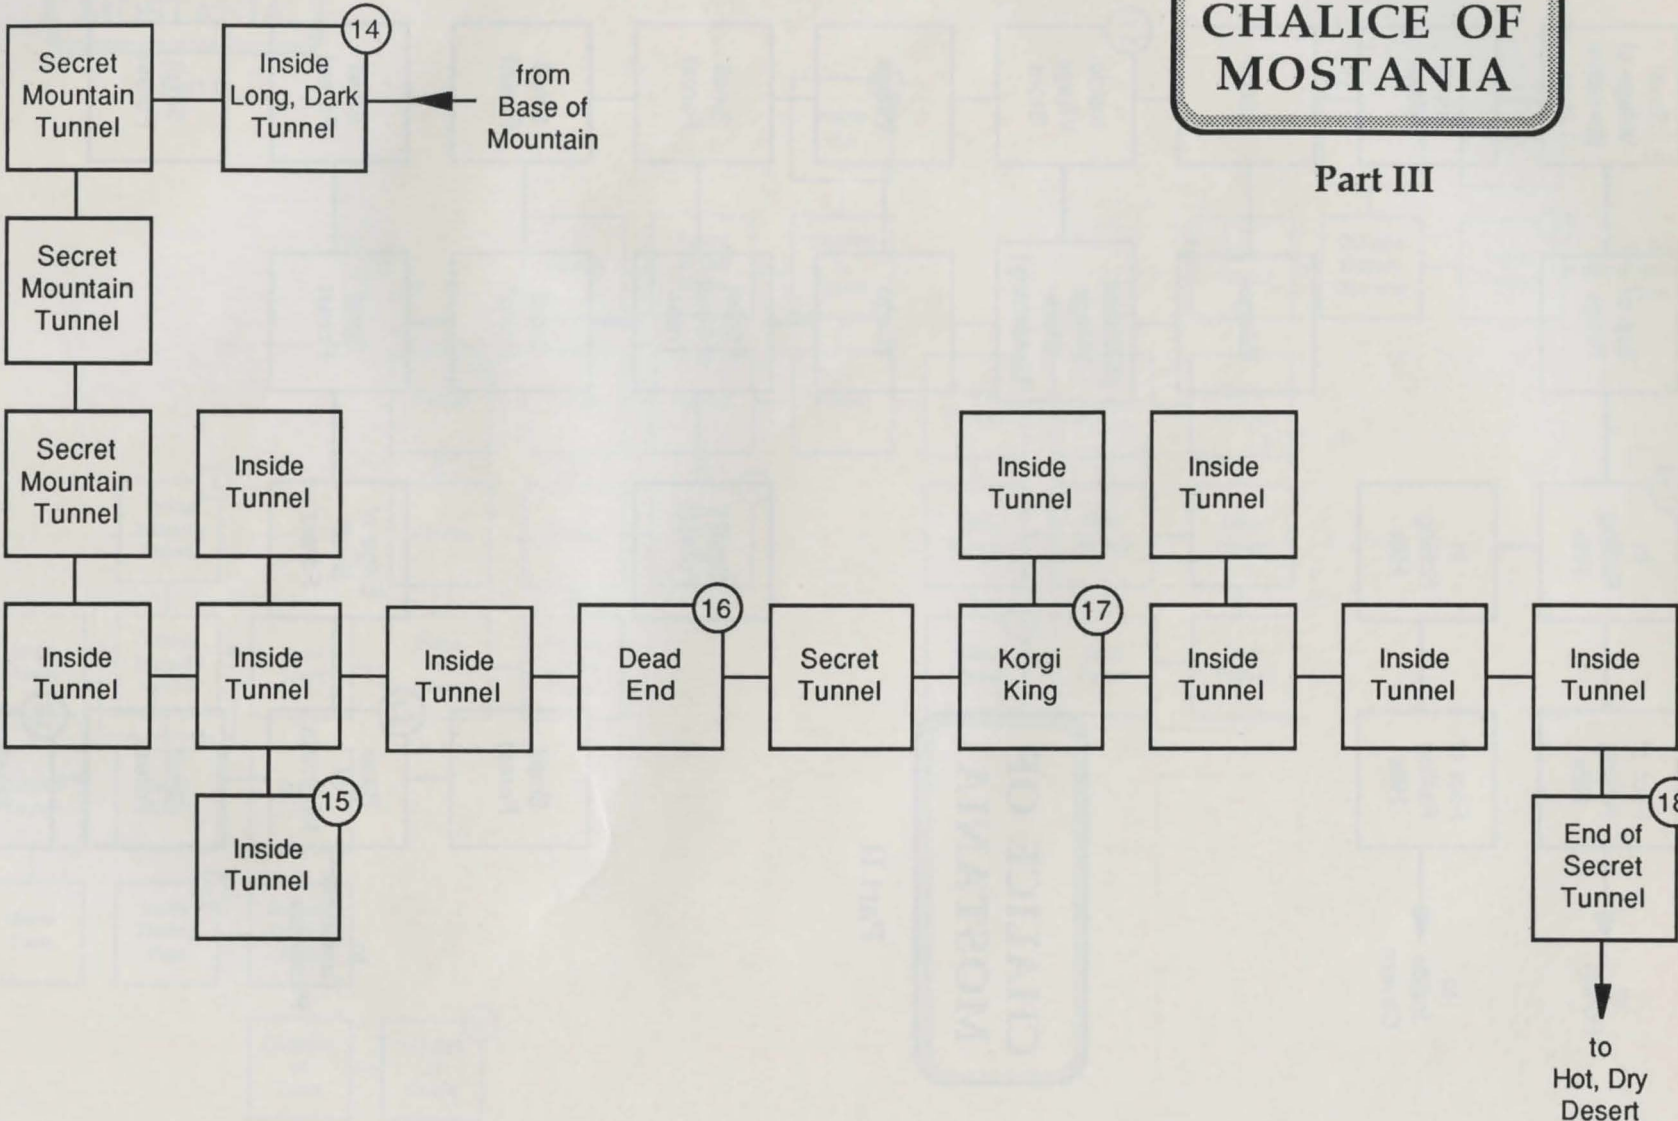 CHALICE OF
MOSTANIA
Part III
Secret
Mountain
Tunnel
14
Inside
Long, Dark
Tunnel
from
Base of
Mountain
Secret
Mountain
Tunnel
Secret
Mountain
Tunnel
Inside
Tunnel
Inside
Tunnel
Inside
Tunnel
Inside
Tunnel
Inside
Tunnel
Inside
Tunnel
16
Dead
End
Secret
Tunnel
17
Korgi
King
Inside
Tunnel
Inside
Tunnel
Inside
Tunnel
15
Inside
Tunnel
18
End of
Secret
Tunnel
to
Hot, Dry
Desert